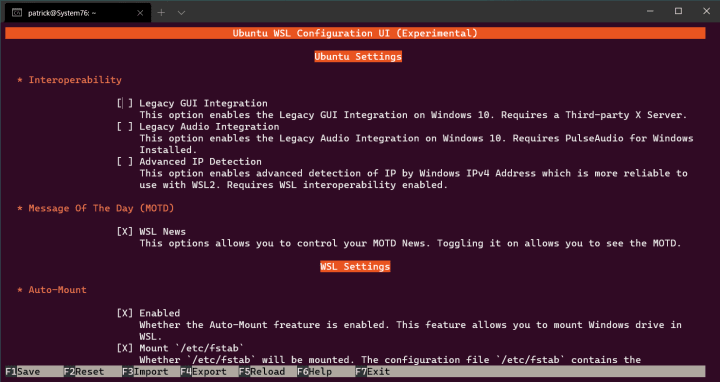 patrick@System76: ~
Ubuntu WSL Configuration UI (Experimental)
Ubuntu Settings
* Interoperability
[ ] Legacy GUI Integration
This option enables the Legacy GUI Integration on Windows 10. Requires a Third-party X Server.
[ ] Legacy Audio Integration
This option enables the Legacy Audio Integration on Windows 10. Requires PulseAudio for Windows
Installed.
[ ] Advanced IP Detection
This option enables advanced detection of IP by Windows IPv4 Address which is more reliable to
use with WSL2. Requires WSL interoperability enabled.
* Message Of The Day (MOTD)
[X] WSL News
This options allows you to control your MOTD News. Toggling it on allows you to see the MOTD.
WSL Settings
* Auto-Mount
[X] Enabled
Whether the Auto-Mount freature is enabled. This feature allows you to mount Windows drive in
WSL.
[X] Mount `/etc/fstab`
Whether `/etc/fstab` will be mounted. The configuration file `/etc/fstab` contains the
F1Save F2Reset F3Import F4Export F5Reload F6Help F7Exit